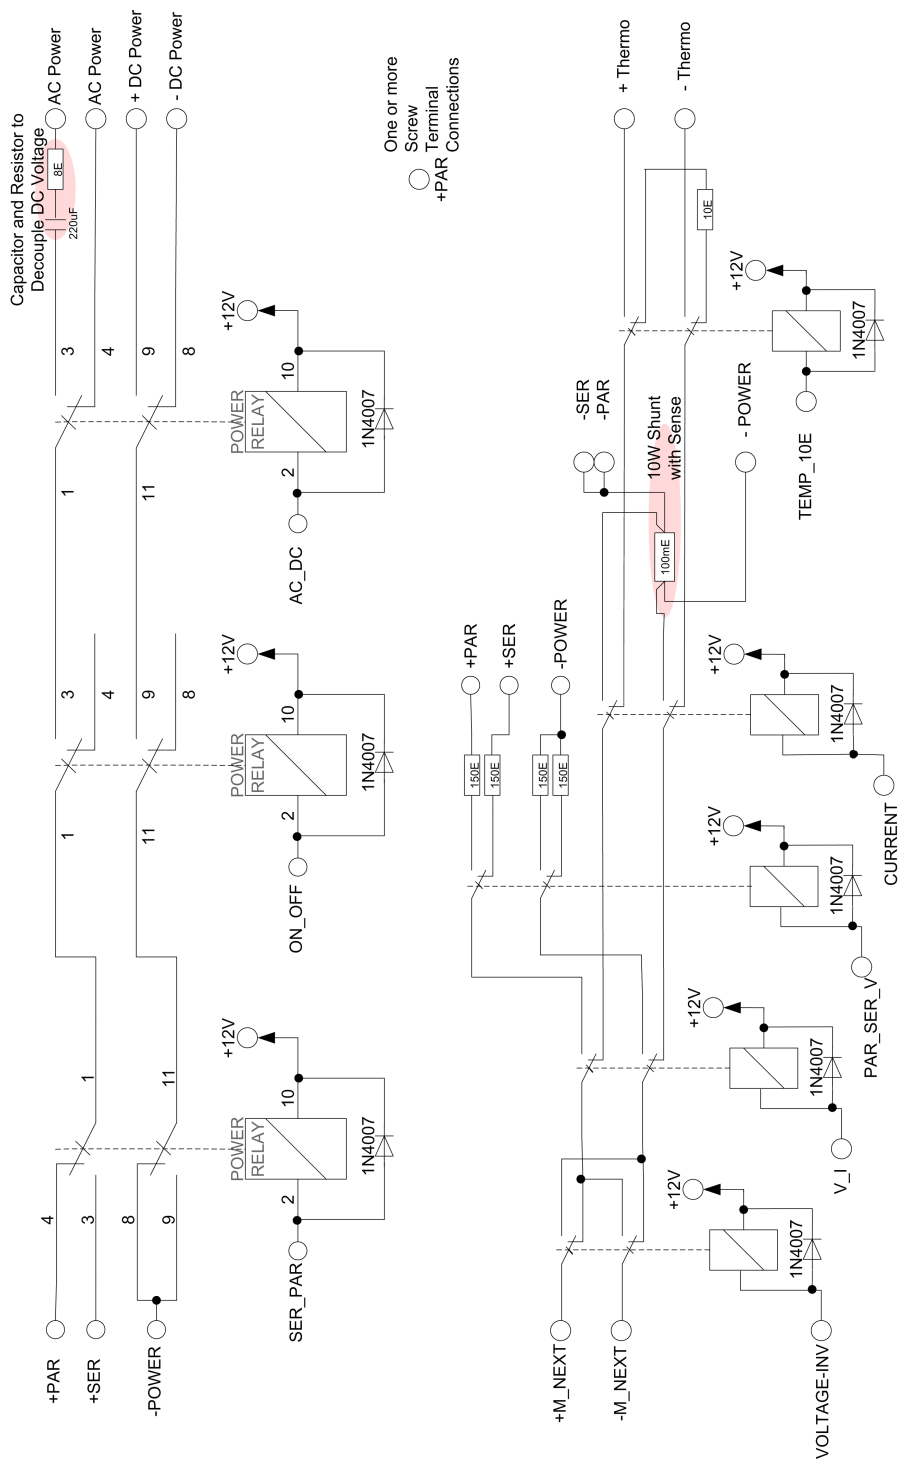 Capacitor and Resistor to
Decouple DC Voltage
220uF
8E
AC Power
AC Power
+ DC Power
- DC Power
3
4
9
8
1
11
POWER
RELAY
2
10
+12V
1N4007
AC_DC
3
4
9
8
1
11
POWER
RELAY
2
10
+12V
1N4007
ON_OFF
1
11
4
3
8
9
POWER
RELAY
2
10
+12V
1N4007
SER_PAR
+PAR
+SER
-POWER
One or more
Screw
Terminal
Connections
+PAR
+ Thermo
- Thermo
10E
+12V
1N4007
TEMP_10E
-SER
-PAR
10W Shunt
with Sense
100mE
- POWER
+PAR
+SER
-POWER
150E
150E
150E
150E
+12V
1N4007
CURRENT
+12V
1N4007
PAR_SER_V
+12V
1N4007
V_I
+12V
1N4007
VOLTAGE-INV
+M_NEXT
-M_NEXT